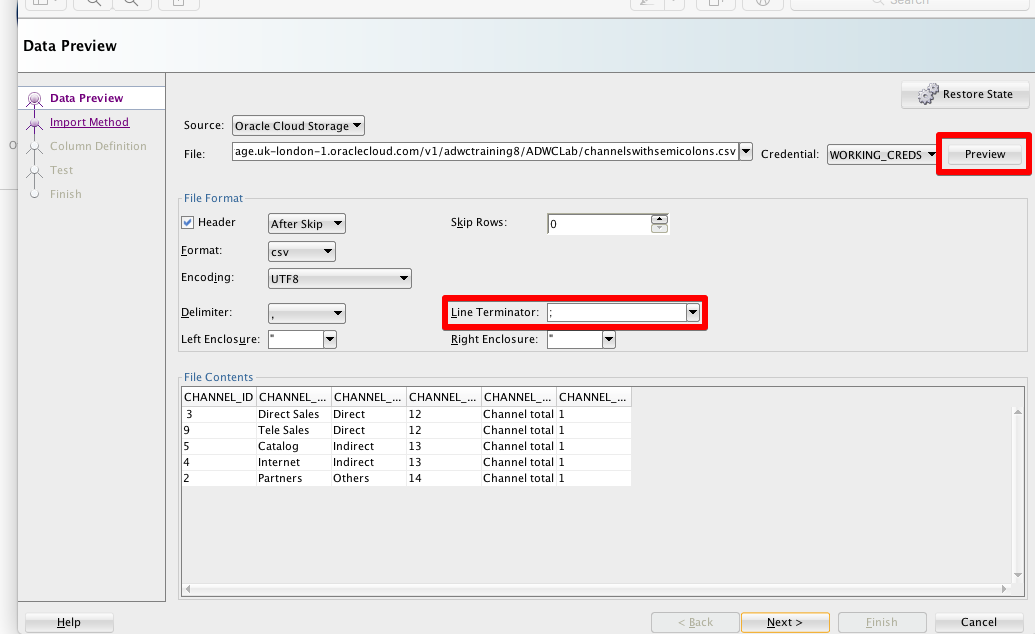 Search
Data Preview
Data Preview
Import Method
Column Definition
Test
Finish
Restore State
Source: Oracle Cloud Storage
File: age.uk-london-1.oraclecloud.com/v1/adwctraining8/ADWCLab/channelswithsemicolons.csv Credential: WORKING_CREDS Preview
File Format
Header After Skip Skip Rows: 0
Format: csv
Encoding: UTF8
Delimiter: , Line Terminator: ;
Left Enclosure: " Right Enclosure: "
File Contents
CHANNEL_ID CHANNEL_... CHANNEL_... CHANNEL_... CHANNEL_... CHANNEL_...
3 Direct Sales Direct 12 Channel total 1
9 Tele Sales Direct 12 Channel total 1
5 Catalog Indirect 13 Channel total 1
4 Internet Indirect 13 Channel total 1
2 Partners Others 14 Channel total 1
Help < Back Next > Finish Cancel